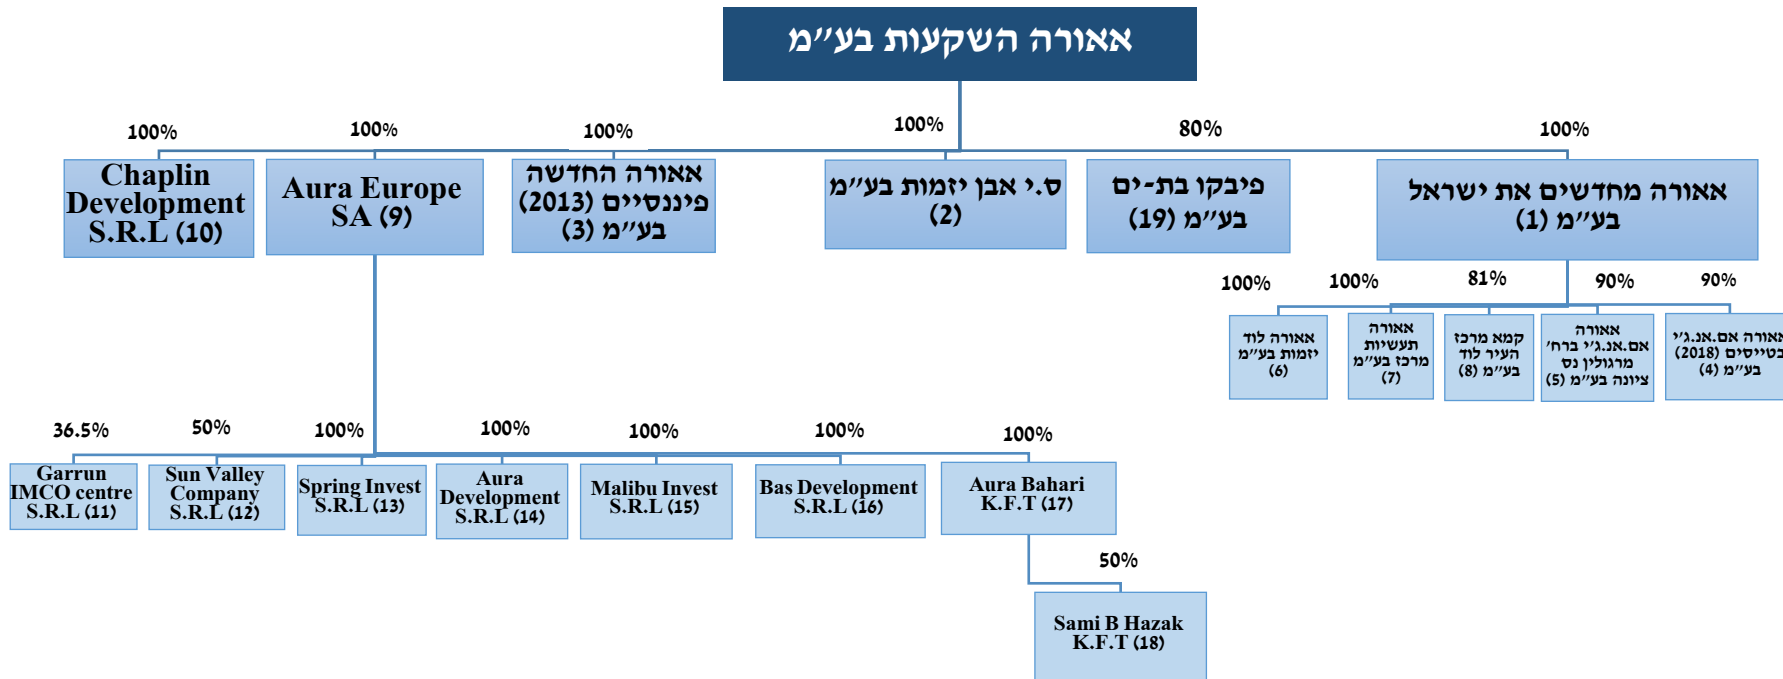 אאורה השקעות בע״מ
100%
80%
100%
100%
100%
100%
אאורה מחדשים את ישראל
בע״מ (1)
פיבקו בת-ים
בע״מ (19)
ס.י אבן יזמות בע״מ
(2)
אאורה החדשה
פיננסיים (2013)
בע״מ (3)
Aura Europe
SA (9)
Chaplin
Development
S.R.L (10)
90%
90%
81%
100%
100%
אאורה אם.אנ.ג'י
בטייסים (2018)
בע״מ (4)
אאורה
אם.אנ.ג'י ברח'
מרגולין נס
ציונה בע״מ (5)
קמא מרכז
העיר לוד
בע״מ (8)
אאורה
תעשיות
מרכז בע״מ
(7)
אאורה לוד
יזמות בע״מ
(6)
36.5%
50%
100%
100%
100%
100%
100%
Garrun
IMCO centre
S.R.L (11)
Sun Valley
Company
S.R.L (12)
Spring Invest
S.R.L (13)
Aura
Development
S.R.L (14)
Malibu Invest
S.R.L (15)
Bas Development
S.R.L (16)
Aura Bahari
K.F.T (17)
50%
Sami B Hazak
K.F.T (18)